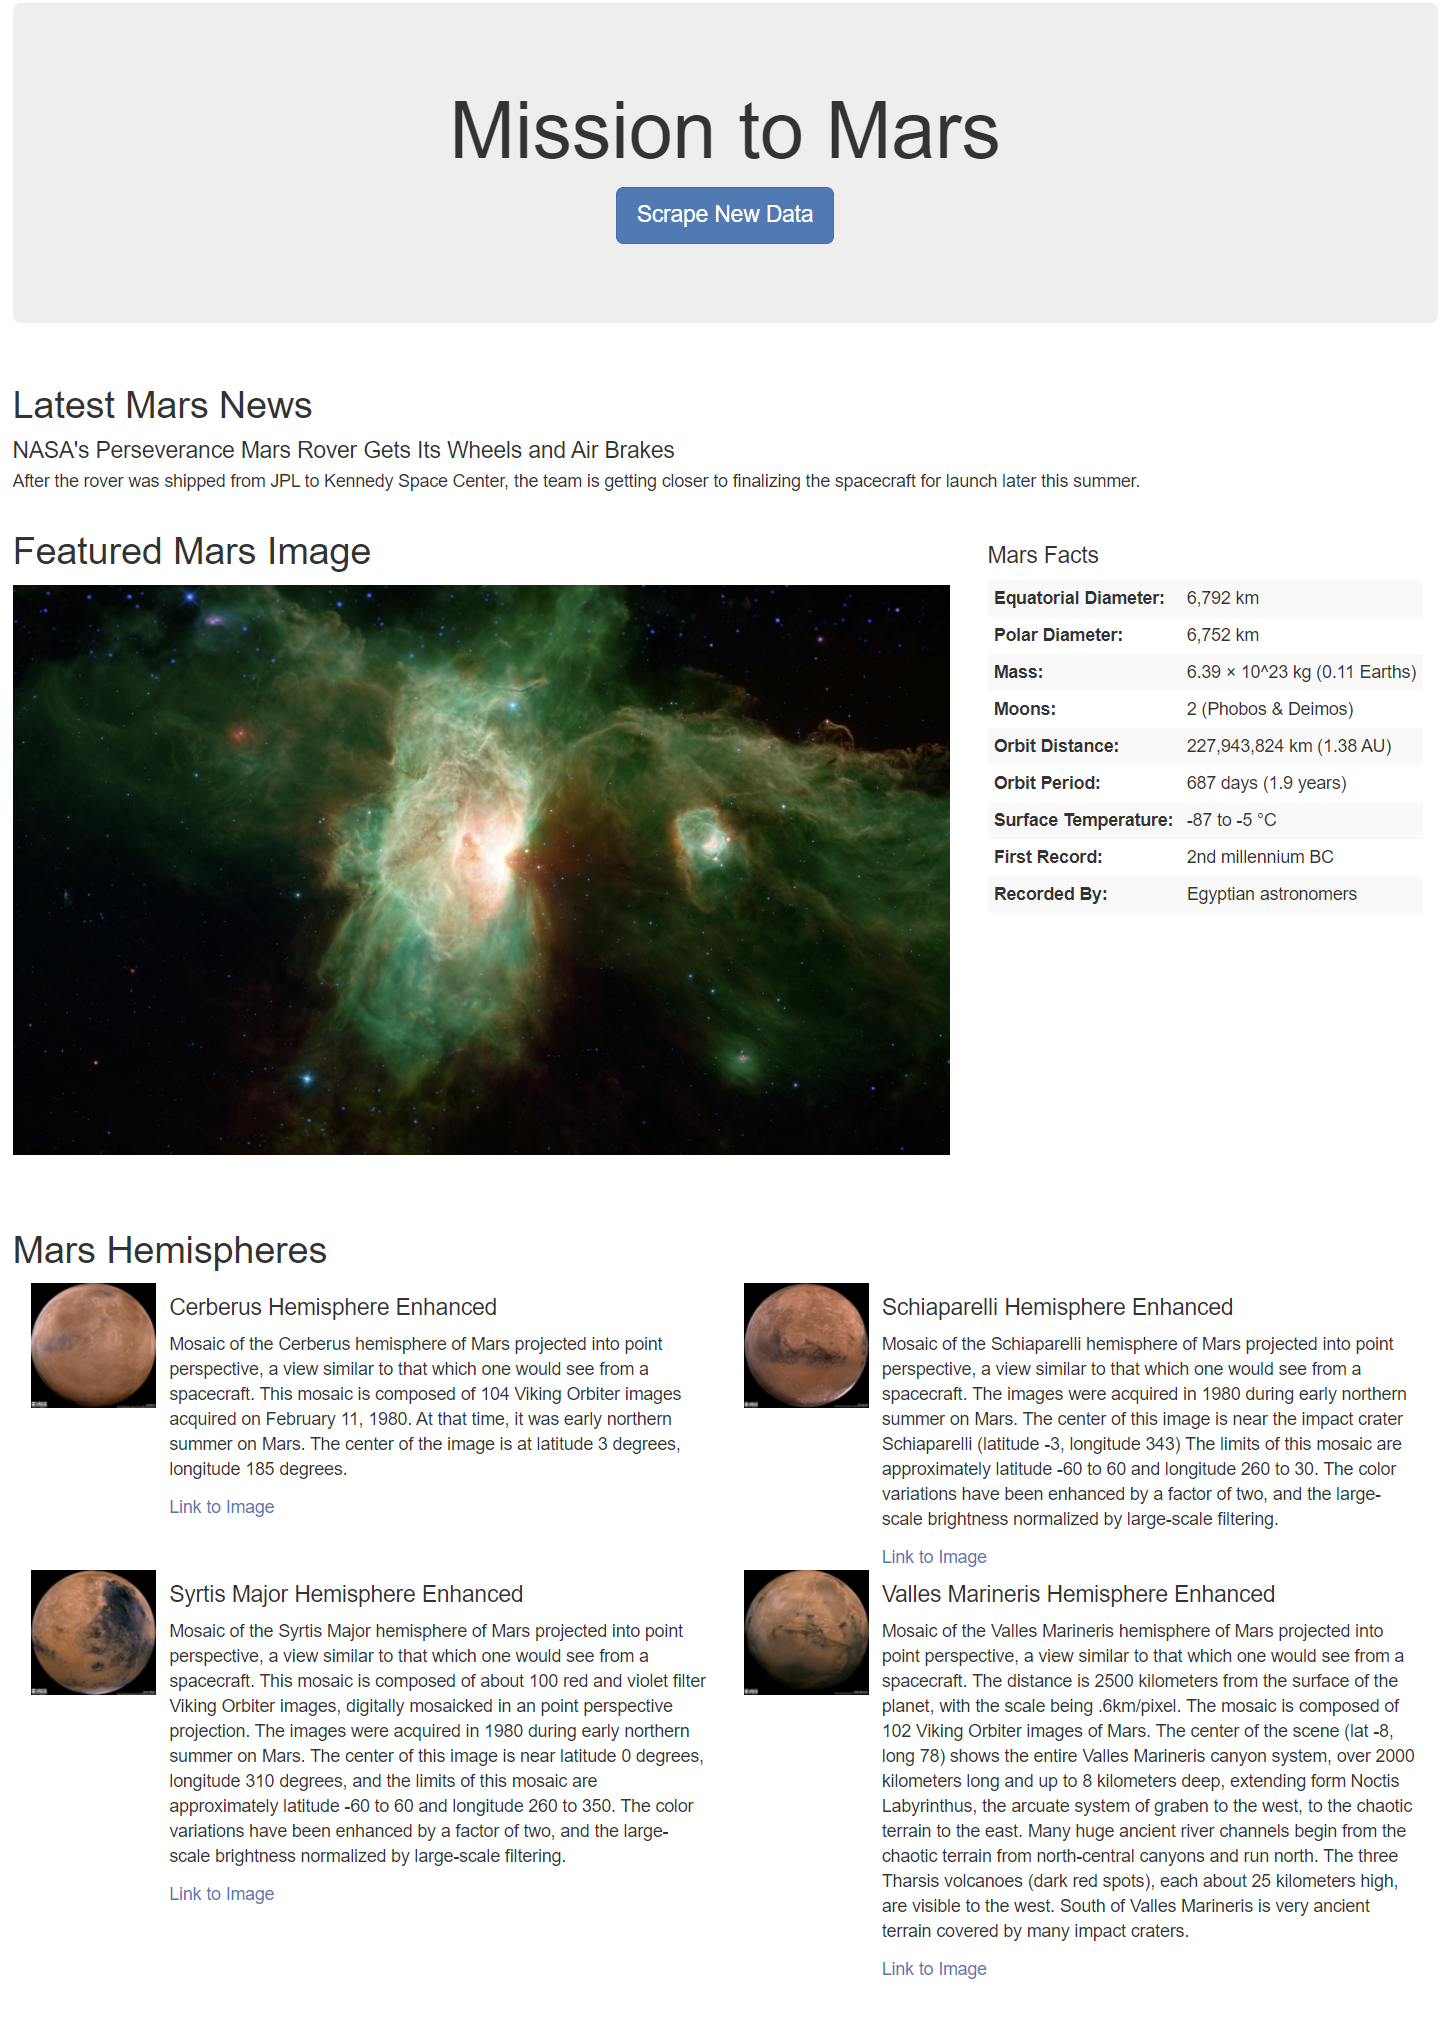 Mission to Mars
Scrape New Data
Latest Mars News
NASA's Perseverance Mars Rover Gets Its Wheels and Air Brakes
After the rover was shipped from JPL to Kennedy Space Center, the team is getting closer to finalizing the spacecraft for launch later this summer.
Featured Mars Image
Mars Facts
Equatorial Diameter: 6,792 km
Polar Diameter: 6,752 km
Mass: 6.39 × 10^23 kg (0.11 Earths)
Moons: 2 (Phobos & Deimos)
Orbit Distance: 227,943,824 km (1.38 AU)
Orbit Period: 687 days (1.9 years)
Surface Temperature: -87 to -5 °C
First Record: 2nd millennium BC
Recorded By: Egyptian astronomers
Mars Hemispheres
Cerberus Hemisphere Enhanced
Mosaic of the Cerberus hemisphere of Mars projected into point
perspective, a view similar to that which one would see from a
spacecraft. This mosaic is composed of 104 Viking Orbiter images
acquired on February 11, 1980. At that time, it was early northern
summer on Mars. The center of the image is at latitude 3 degrees,
longitude 185 degrees.
Link to Image
Schiaparelli Hemisphere Enhanced
Mosaic of the Schiaparelli hemisphere of Mars projected into point
perspective, a view similar to that which one would see from a
spacecraft. The images were acquired in 1980 during early northern
summer on Mars. The center of this image is near the impact crater
Schiaparelli (latitude -3, longitude 343) The limits of this mosaic are
approximately latitude -60 to 60 and longitude 260 to 30. The color
variations have been enhanced by a factor of two, and the large-
scale brightness normalized by large-scale filtering.
Link to Image
Syrtis Major Hemisphere Enhanced
Mosaic of the Syrtis Major hemisphere of Mars projected into point
perspective, a view similar to that which one would see from a
spacecraft. This mosaic is composed of about 100 red and violet filter
Viking Orbiter images, digitally mosaicked in an point perspective
projection. The images were acquired in 1980 during early northern
summer on Mars. The center of this image is near latitude 0 degrees,
longitude 310 degrees, and the limits of this mosaic are
approximately latitude -60 to 60 and longitude 260 to 350. The color
variations have been enhanced by a factor of two, and the large-
scale brightness normalized by large-scale filtering.
Link to Image
Valles Marineris Hemisphere Enhanced
Mosaic of the Valles Marineris hemisphere of Mars projected into
point perspective, a view similar to that which one would see from a
spacecraft. The distance is 2500 kilometers from the surface of the
planet, with the scale being .6km/pixel. The mosaic is composed of
102 Viking Orbiter images of Mars. The center of the scene (lat -8,
long 78) shows the entire Valles Marineris canyon system, over 2000
kilometers long and up to 8 kilometers deep, extending form Noctis
Labyrinthus, the arcuate system of graben to the west, to the chaotic
terrain to the east. Many huge ancient river channels begin from the
chaotic terrain from north-central canyons and run north. The three
Tharsis volcanoes (dark red spots), each about 25 kilometers high,
are visible to the west. South of Valles Marineris is very ancient
terrain covered by many impact craters.
Link to Image